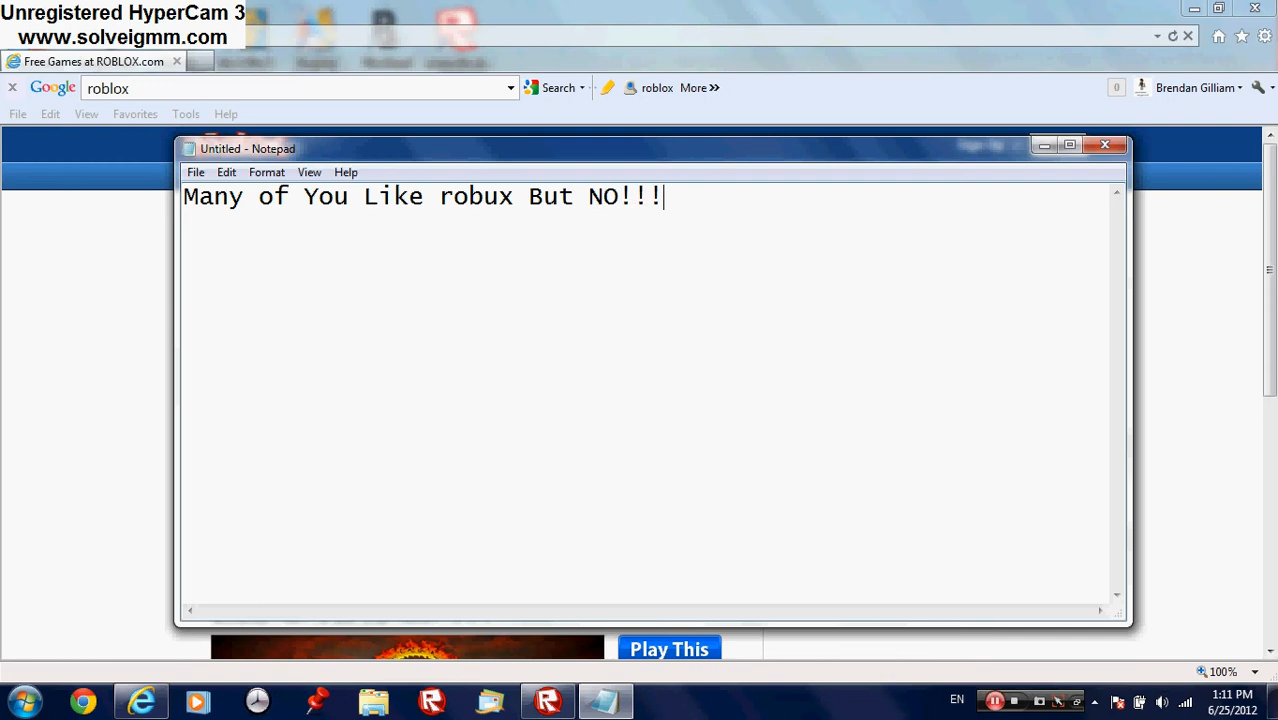 Unregistered HyperCam 3
www.solveigmm.com
Free Games at ROBLOX.com
Google roblox Search roblox More » 0 Brendan Gilliam
File Edit View Favorites Tools Help
Untitled - Notepad
File Edit Format View Help
Many of You Like robux But NO!!!
Play This
100%
EN 1:11 PM
6/25/2012